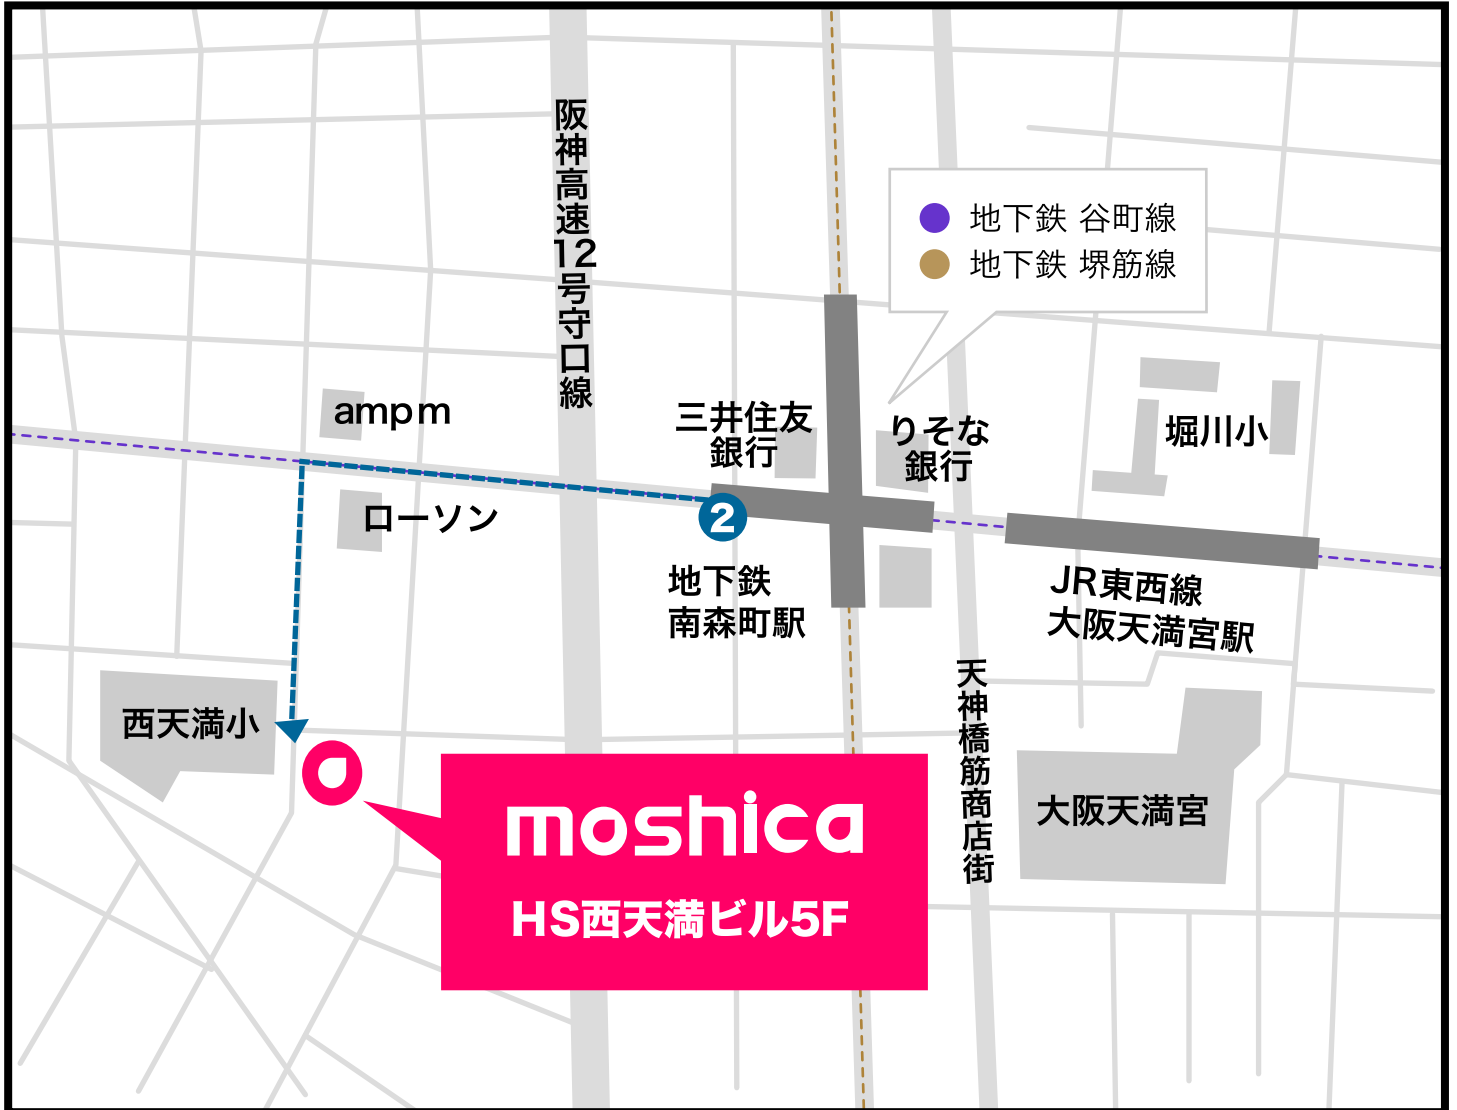 阪神高速12号守口線
地下鉄 谷町線
地下鉄 堺筋線
ampm
三井住友
銀行
りそな
銀行
堀川小
ローソン
2
地下鉄
南森町駅
JR東西線
大阪天満宮駅
西天満小
天神橋筋商店街
大阪天満宮
moshica
HS西天満ビル5F